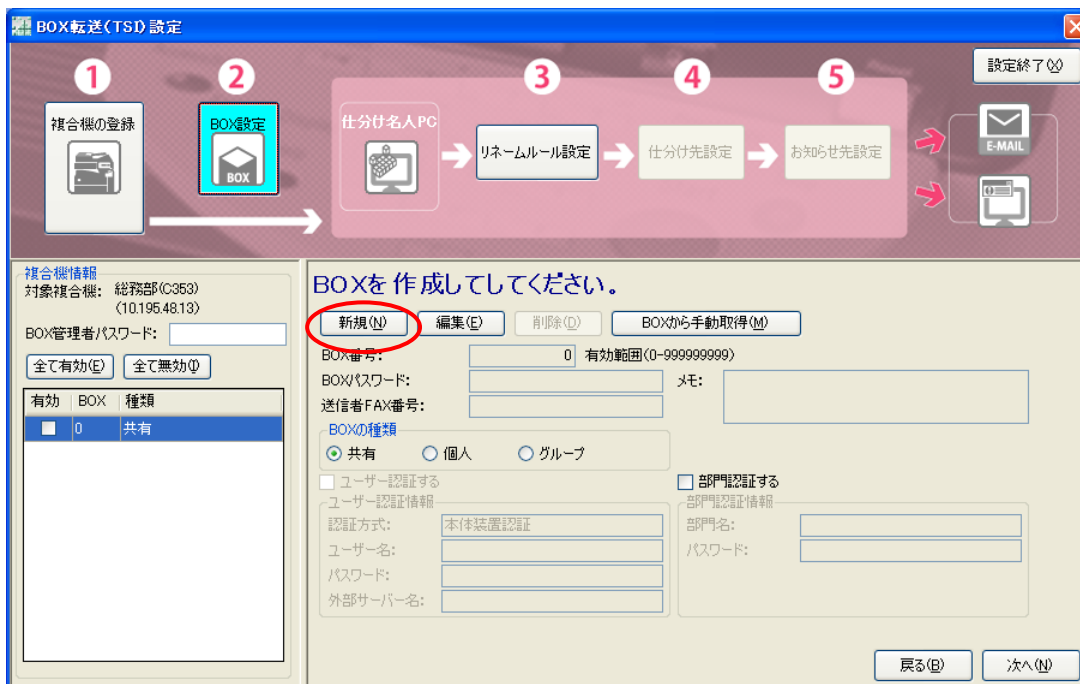 BOX転送(TSI)設定
1
2
3
4
5
設定終了(X)
複合機の登録
BOX設定
BOX
仕分け名人PC
リネームルール設定
仕分け先設定
お知らせ先設定
E-MAIL
複合機情報
対象複合機: 総務部(C353)
(10.195.48.13)
BOX管理者パスワード:
全て有効(E) 全て無効(I)
有効 BOX 種類
0 共有
BOXを作成してしてください。
新規(N) 編集(E) 削除(D) BOXから手動取得(M)
BOX番号: 0 有効範囲(0-999999999)
BOXパスワード: メモ:
送信者FAX番号:
BOXの種類
共有 個人 グループ
ユーザー認証する 部門認証する
ユーザー認証情報 部門認証情報
認証方式: 本体装置認証 部門名:
ユーザー名: パスワード:
パスワード:
外部サーバー名:
戻る(B) 次へ(N)